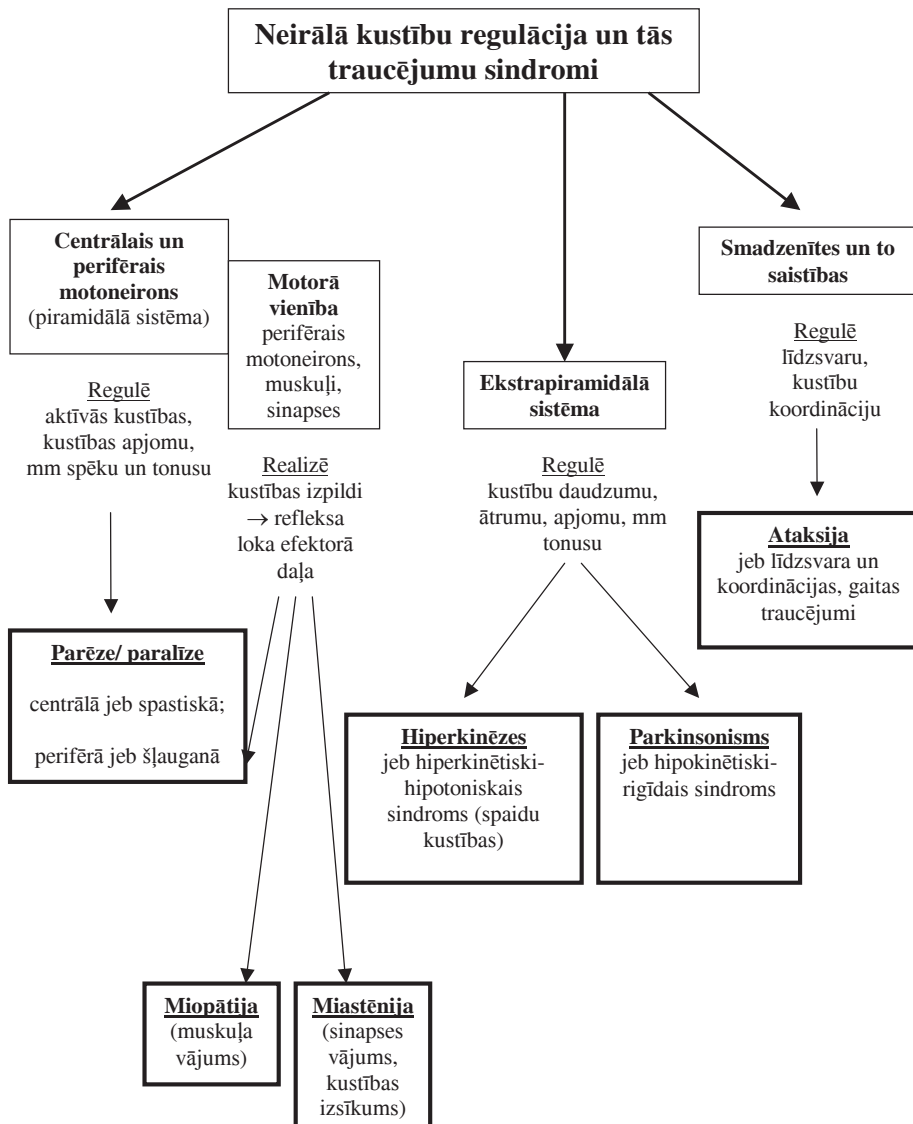 Neirālā kustību regulācija un tās
traucējumu sindromi
Centrālais un
perifērais
motoneirons
(piramidālā sistēma)
Regulē
aktīvās kustības,
kustības apjomu,
mm spēku un tonusu
Motorā
vienība
perifērais
motoneirons,
muskuļi,
sinapses
Realizē
kustības izpildi
→ refleksa
loka efektorā
daļa
Ekstrapiramidālā
sistēma
Regulē
kustību daudzumu,
ātrumu, apjomu, mm
tonusu
Smadzenītes un to
saistības
Regulē
līdzsvaru,
kustību
koordināciju
Ataksija
jeb līdzsvara un
koordinācijas, gaitas
traucējumi
Parēze/ paralīze
centrālā jeb spastiskā;
perifērā jeb šļauganā
Hiperkinēzes
jeb hiperkinētiski-
hipotoniskais
sindroms (spaidu
kustības)
Parkinsonisms
jeb hipokinētiski-
rigīdais sindroms
Miopātija
(muskuļa
vājums)
Miastēnija
(sinapses
vājums,
kustības
izsīkums)